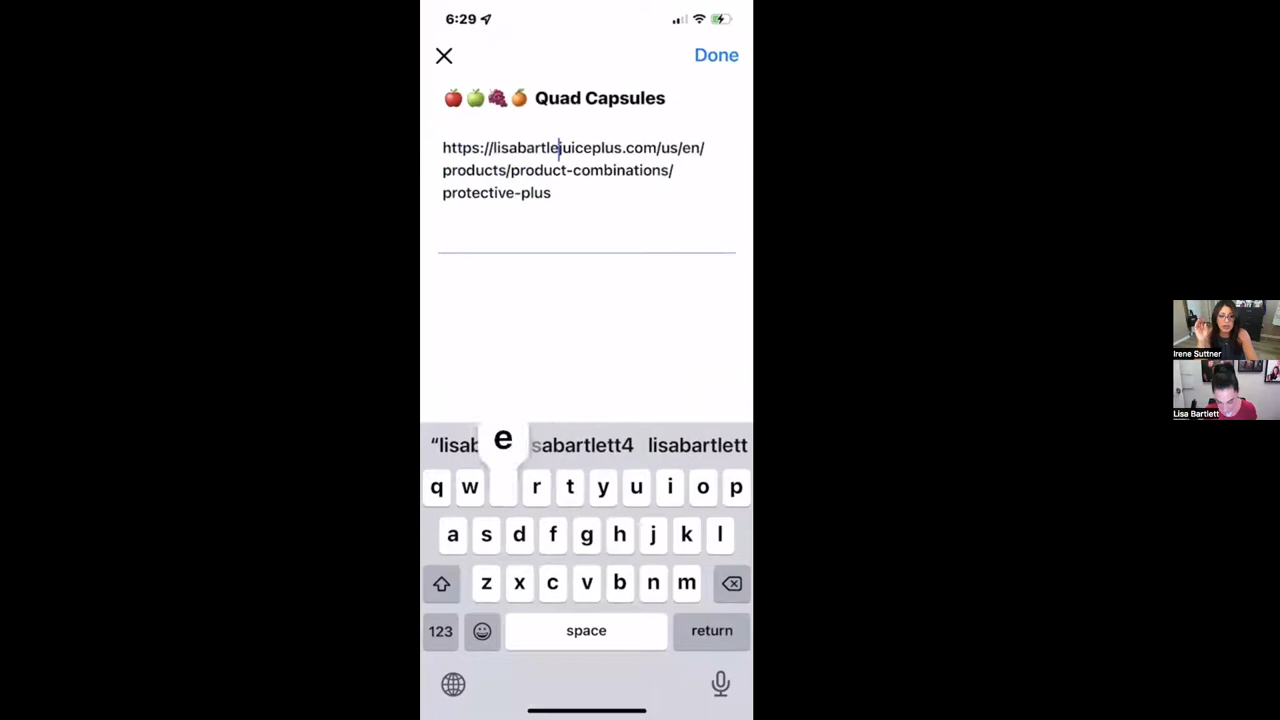 6:29
Done
🍎🍏🍇🍊 Quad Capsules
https://lisabartlejuiceplus.com/us/en/
products/product-combinations/
protective-plus
“lisab sabartlett4 lisabartlett
e
q w r t y u i o p
a s d f g h j k l
z x c v b n m
123 space return
Irene Suttner
Lisa Bartlett